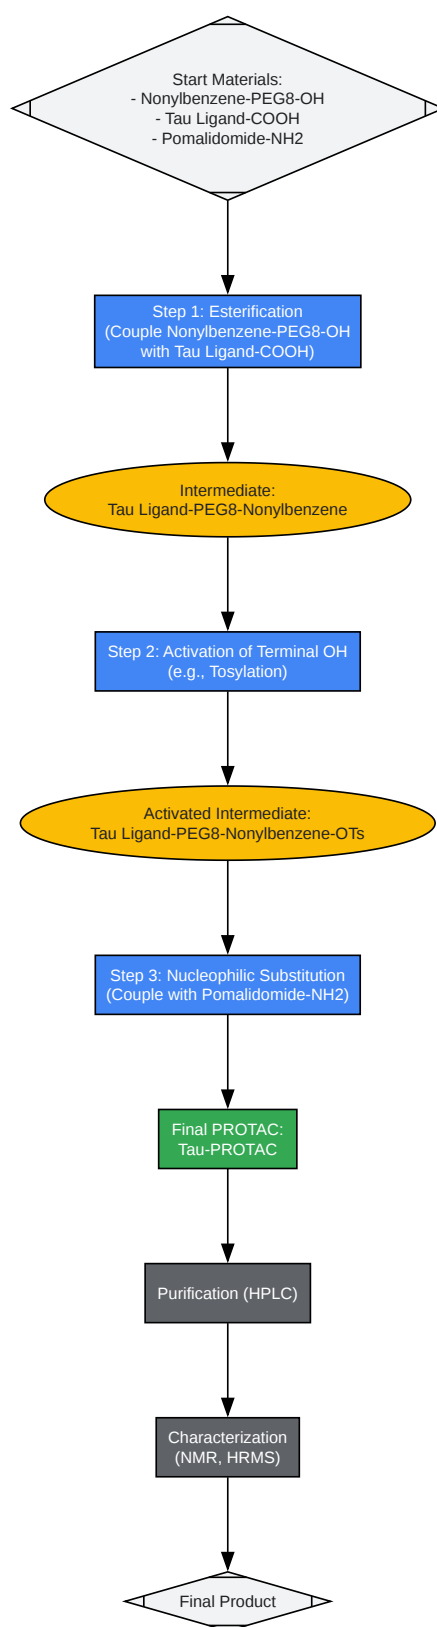 Start Materials:
- Nonylbenzene-PEG8-OH
- Tau Ligand-COOH
- Pomalidomide-NH2
Step 1: Esterification
(Couple Nonylbenzene-PEG8-OH
with Tau Ligand-COOH)
Intermediate:
Tau Ligand-PEG8-Nonylbenzene
Step 2: Activation of Terminal OH
(e.g., Tosylation)
Activated Intermediate:
Tau Ligand-PEG8-Nonylbenzene-OTs
Step 3: Nucleophilic Substitution
(Couple with Pomalidomide-NH2)
Final PROTAC:
Tau-PROTAC
Purification (HPLC)
Characterization
(NMR, HRMS)
Final Product